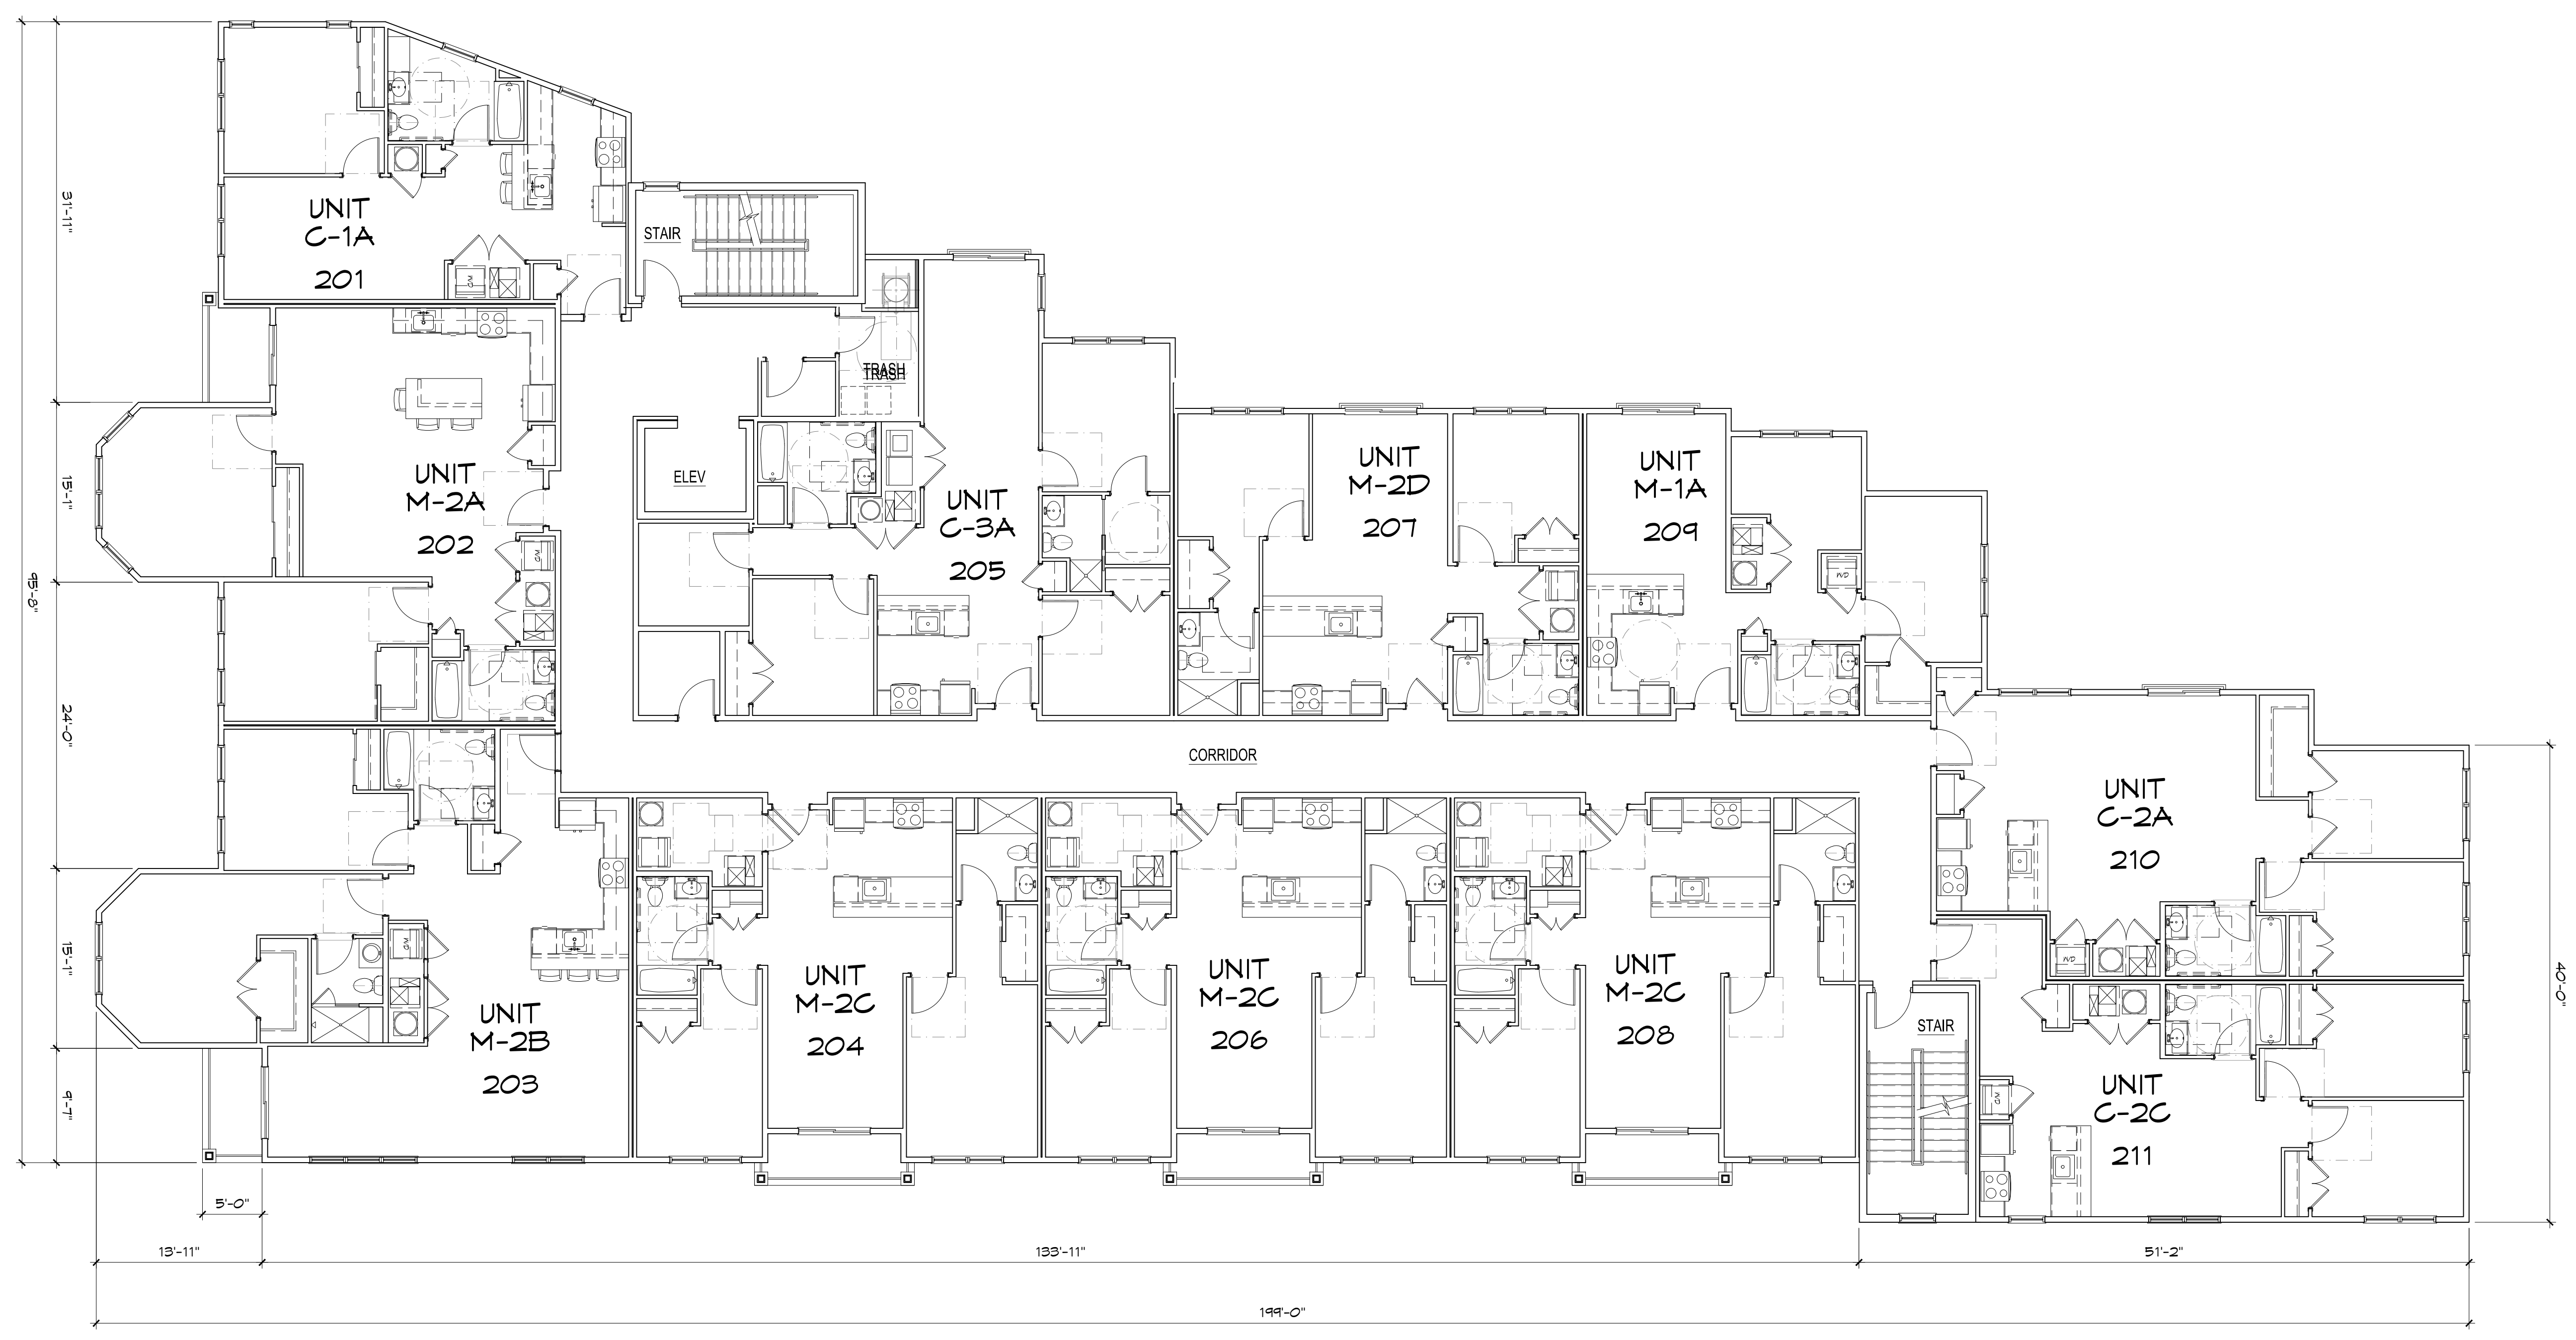 31'-11"
15'-1"
95'-8"
24'-0"
15'-1"
9'-7"
UNIT
C-1A
201
W/D
STAIR
TRASH
TRASH
UNIT
M-2A
202
W/D
ELEV
UNIT
C-3A
205
UNIT
M-2D
207
UNIT
M-1A
209
W/D
CORRIDOR
UNIT
M-2B
203
W/D
UNIT
M-2C
204
UNIT
M-2C
206
UNIT
M-2C
208
UNIT
C-2A
210
W/D
STAIR
UNIT
C-2C
211
W/D
40'-0"
5'-0"
13'-11"
133'-11"
51'-2"
199'-0"